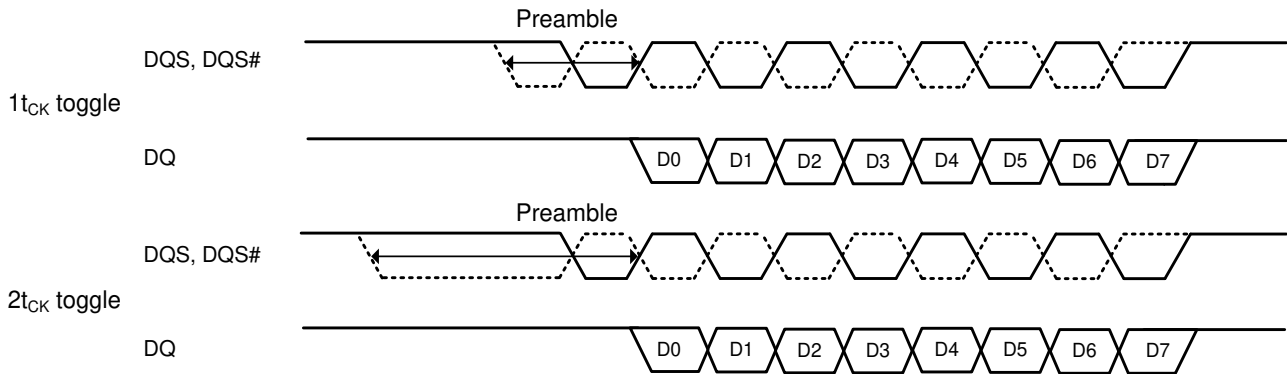 Preamble
DQS, DQS#
1tCK toggle
DQ
D0 D1 D2 D3 D4 D5 D6 D7
Preamble
DQS, DQS#
2tCK toggle
DQ
D0 D1 D2 D3 D4 D5 D6 D7